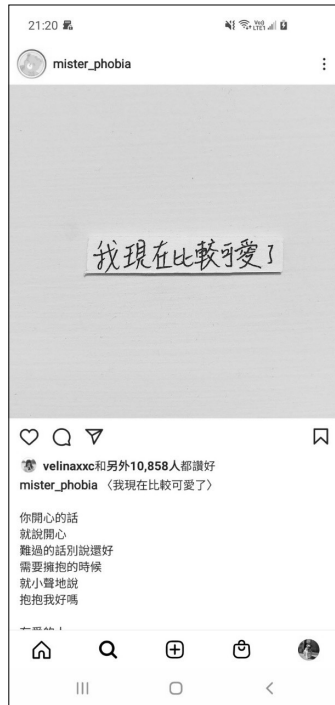 21:20
VoD
LTE1
mister_phobia
我現在比較可愛了
velinaxxc和另外10,858人都讚好
mister_phobia 〈我現在比較可愛了〉
你開心的話
就說開心
難過的話別說還好
需要擁抱的時候
就小聲地說
抱抱我好嗎